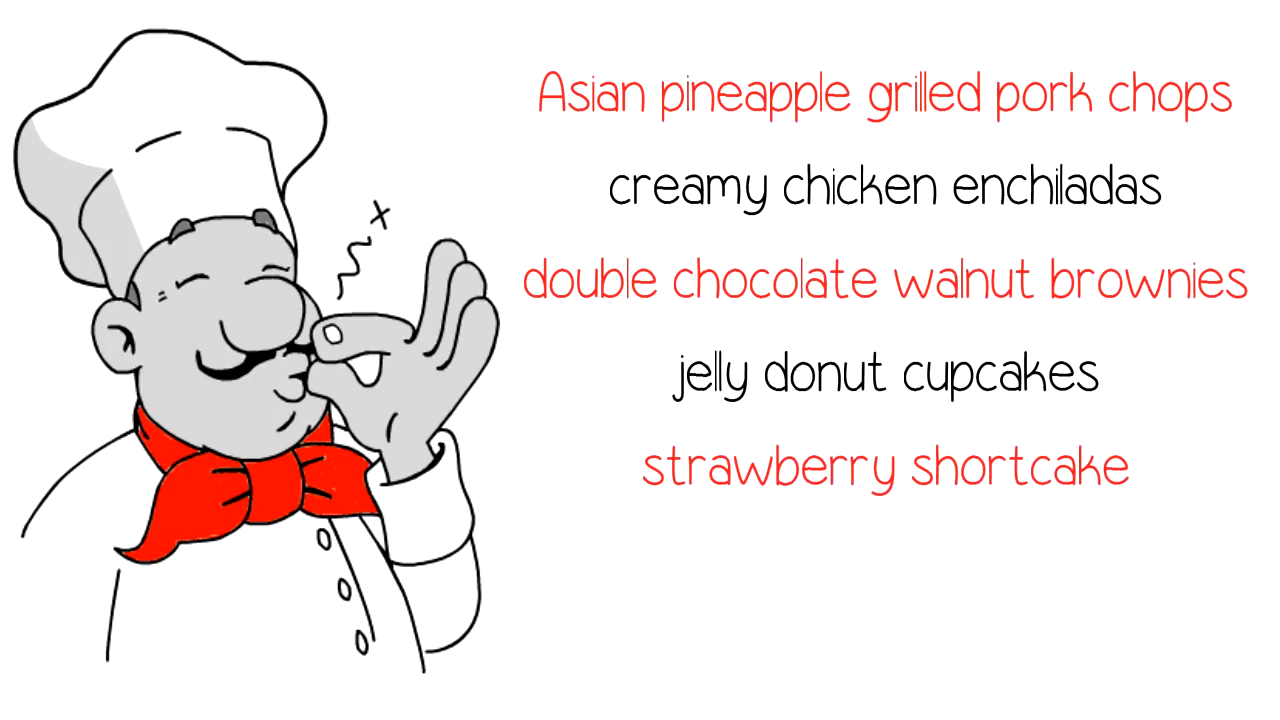 Asian pineapple grilled pork chops
creamy chicken enchiladas
double chocolate walnut brownies
jelly donut cupcakes
strawberry shortcake